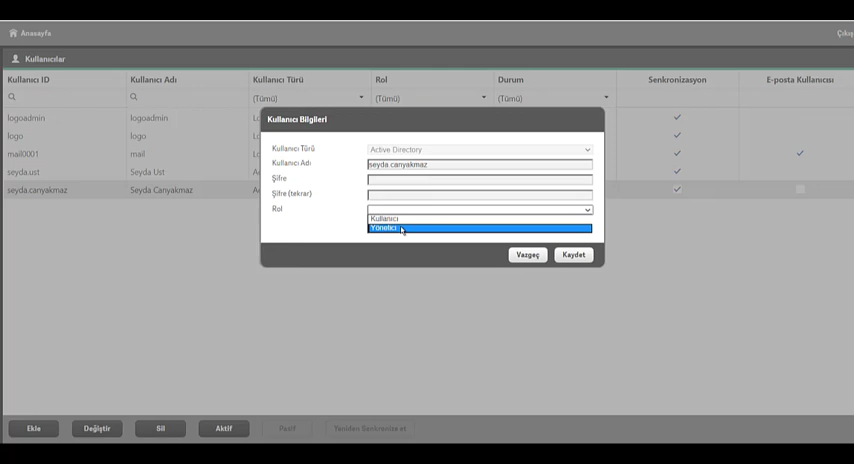 Anasayfa
Çıkış
Kullanıcılar
Kullanıcı ID Kullanıcı Adı Kullanıcı Türü Rol Durum Senkronizasyon E-posta Kullanıcısı
(Tümü) (Tümü) (Tümü)
Kullanıcı Bilgileri
logoadmin logoadmin
logo logo
mail0001 mail
seyda.ust Seyda Ust
seyda.canyakmaz Seyda Canyakmaz
Kullanıcı Türü Active Directory
Kullanıcı Adı seyda.canyakmaz
Şifre
Şifre (tekrar)
Rol
Kullanıcı
Yönetici
Vazgeç Kaydet
Ekle Değiştir Sil Aktif Pasif Yeniden Senkronize et